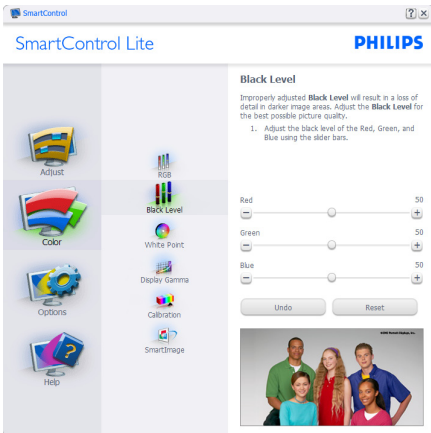 SmartControl
SmartControl Lite
PHILIPS
Adjust
Color
Options
Help
RGB
Black Level
White Point
Display Gamma
Calibration
SmartImage
Black Level
Improperly adjusted Black Level will result in a loss of
detail in darker image areas. Adjust the Black Level for
the best possible picture quality.
1. Adjust the black level of the Red, Green, and
Blue using the slider bars.
Red 50
Green 50
Blue 50
Undo Reset